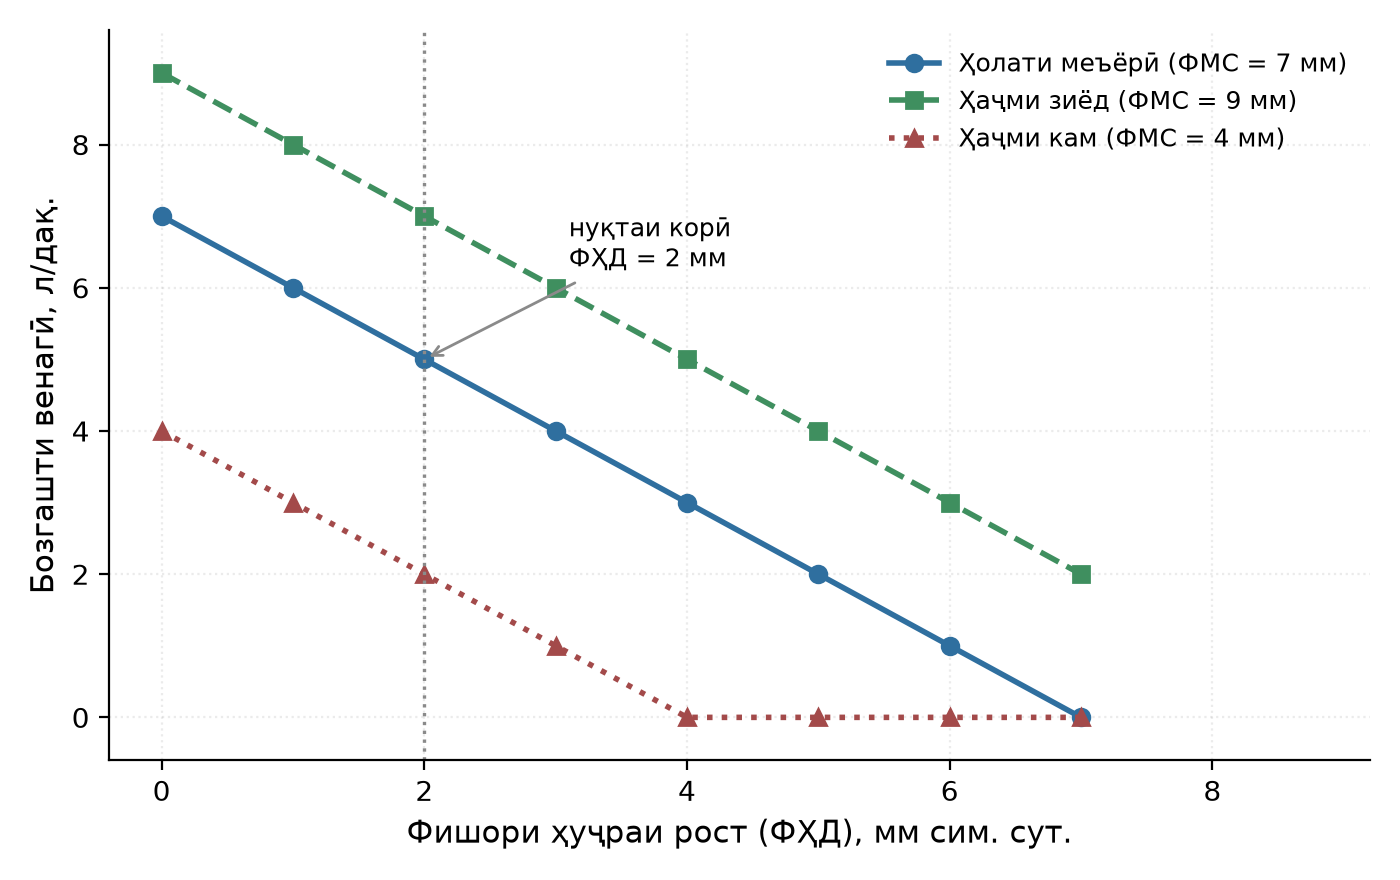 Ҳолати меъёрӣ (ФМС = 7 мм)
Ҳаҷми зиёд (ФМС = 9 мм)
Ҳаҷми кам (ФМС = 4 мм)
нуқтаи корӣ
ФҲД = 2 мм
Бозгашти венагӣ, л/дақ.
8
6
4
2
0
0
2
4
6
8
Фишори ҳуҷраи рост (ФҲД), мм сим. сут.